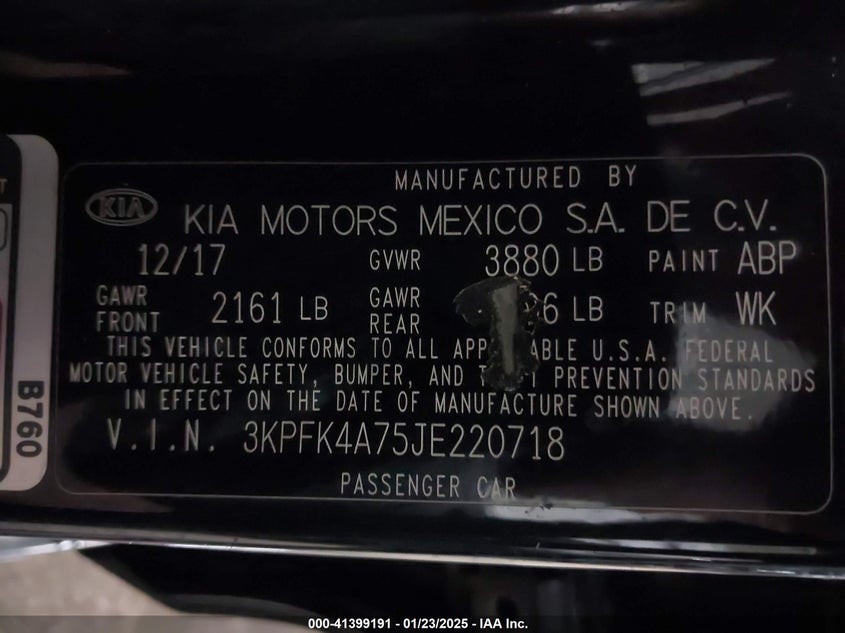 MANUFACTURED BY
KIA KIA MOTORS MEXICO S.A. DE C.V.
12/17 GVWR 3880 LB PAINT ABP
GAWR FRONT 2161 LB GAWR REAR 6 LB TRIM WK
THIS VEHICLE CONFORMS TO ALL U.S.A. FEDERAL
MOTOR VEHICLE SAFETY, BUMPER, AND PREVENTION STANDARDS
IN EFFECT ON THE DATE OF MANUFACTURE SHOWN ABOVE.
V.I.N. 3KPFK4A75JE220718
PASSENGER CAR
B760
000-41399191 - 01/23/2025 - IAA Inc.